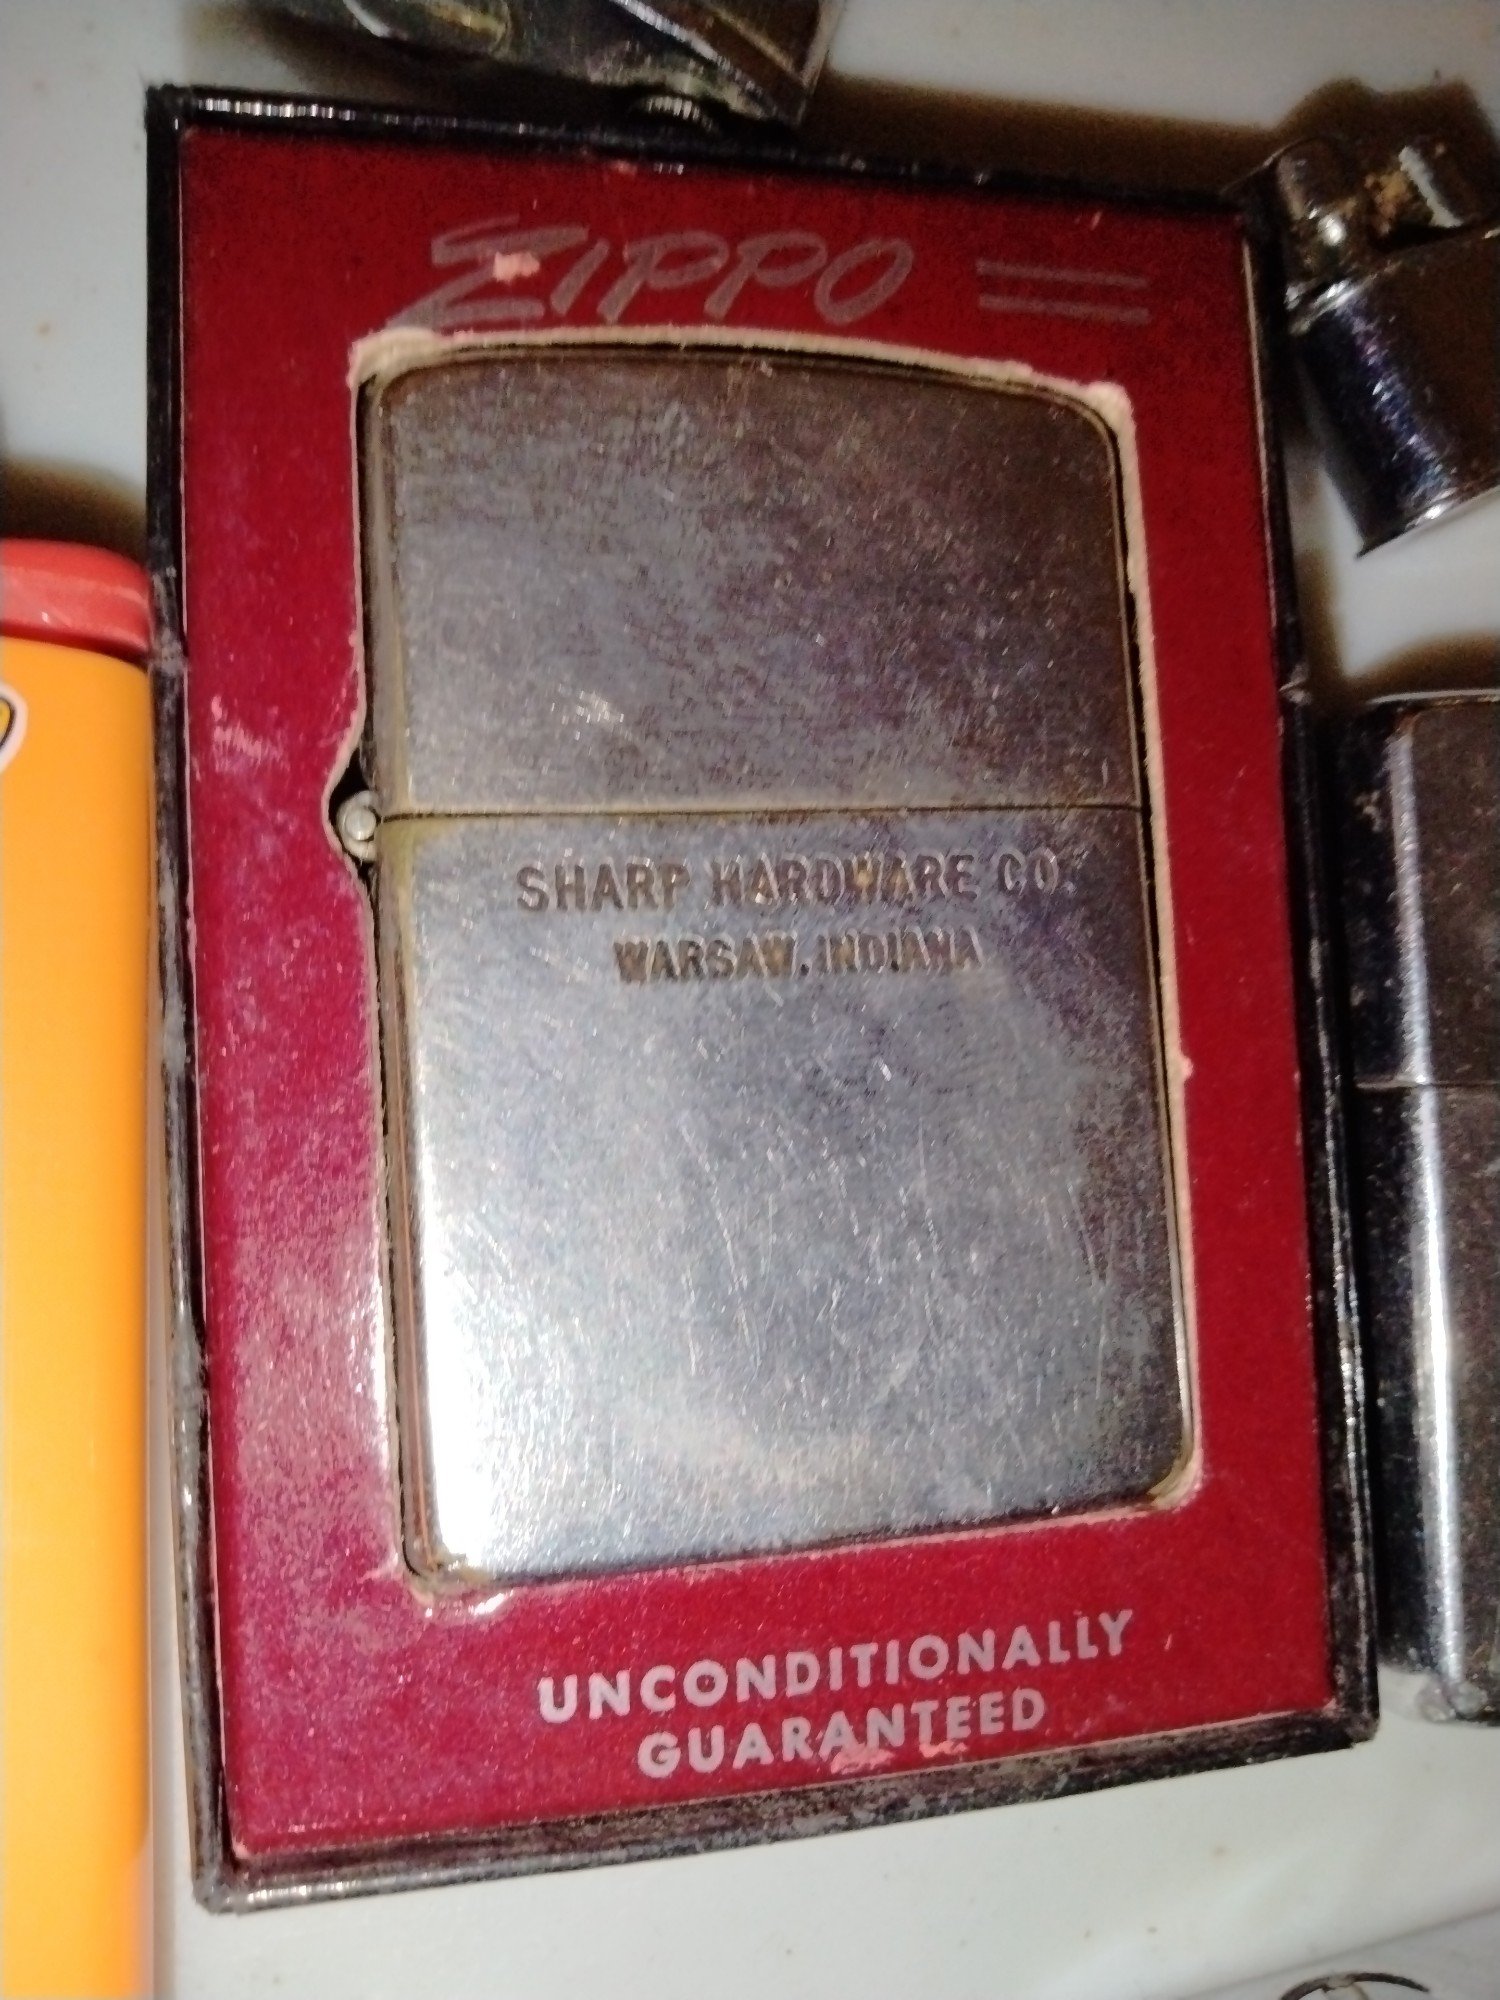 ZIPPO
SHARP HARDWARE CO.
WARSAW, INDIANA
UNCONDITIONALLY
GUARANTEED